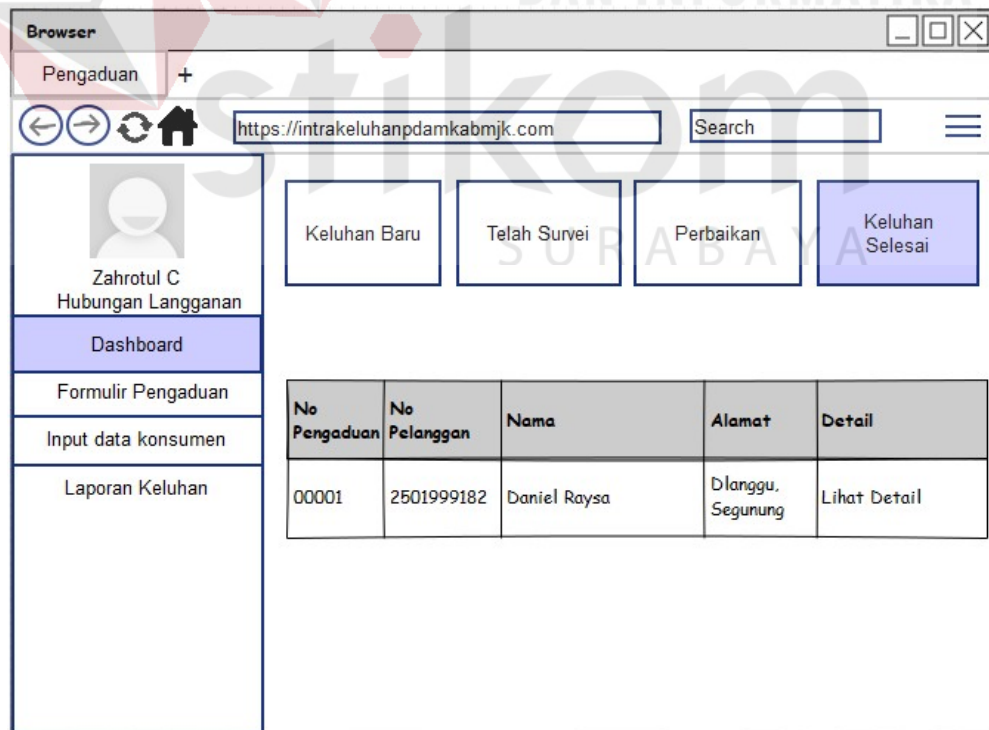 DAN INFORMATIKA
Browser
Pengaduan +
https://intrakeluhanpdamkabmjk.com
Search
stikom
SURABAYA
Zahrotul C
Hubungan Langganan
Dashboard
Formulir Pengaduan
Input data konsumen
Laporan Keluhan
Keluhan Baru
Telah Survei
Perbaikan
Keluhan
Selesai
No Pengaduan
No Pelanggan
Nama
Alamat
Detail
00001
2501999182
Daniel Raysa
Dlanggu,
Segunung
Lihat Detail